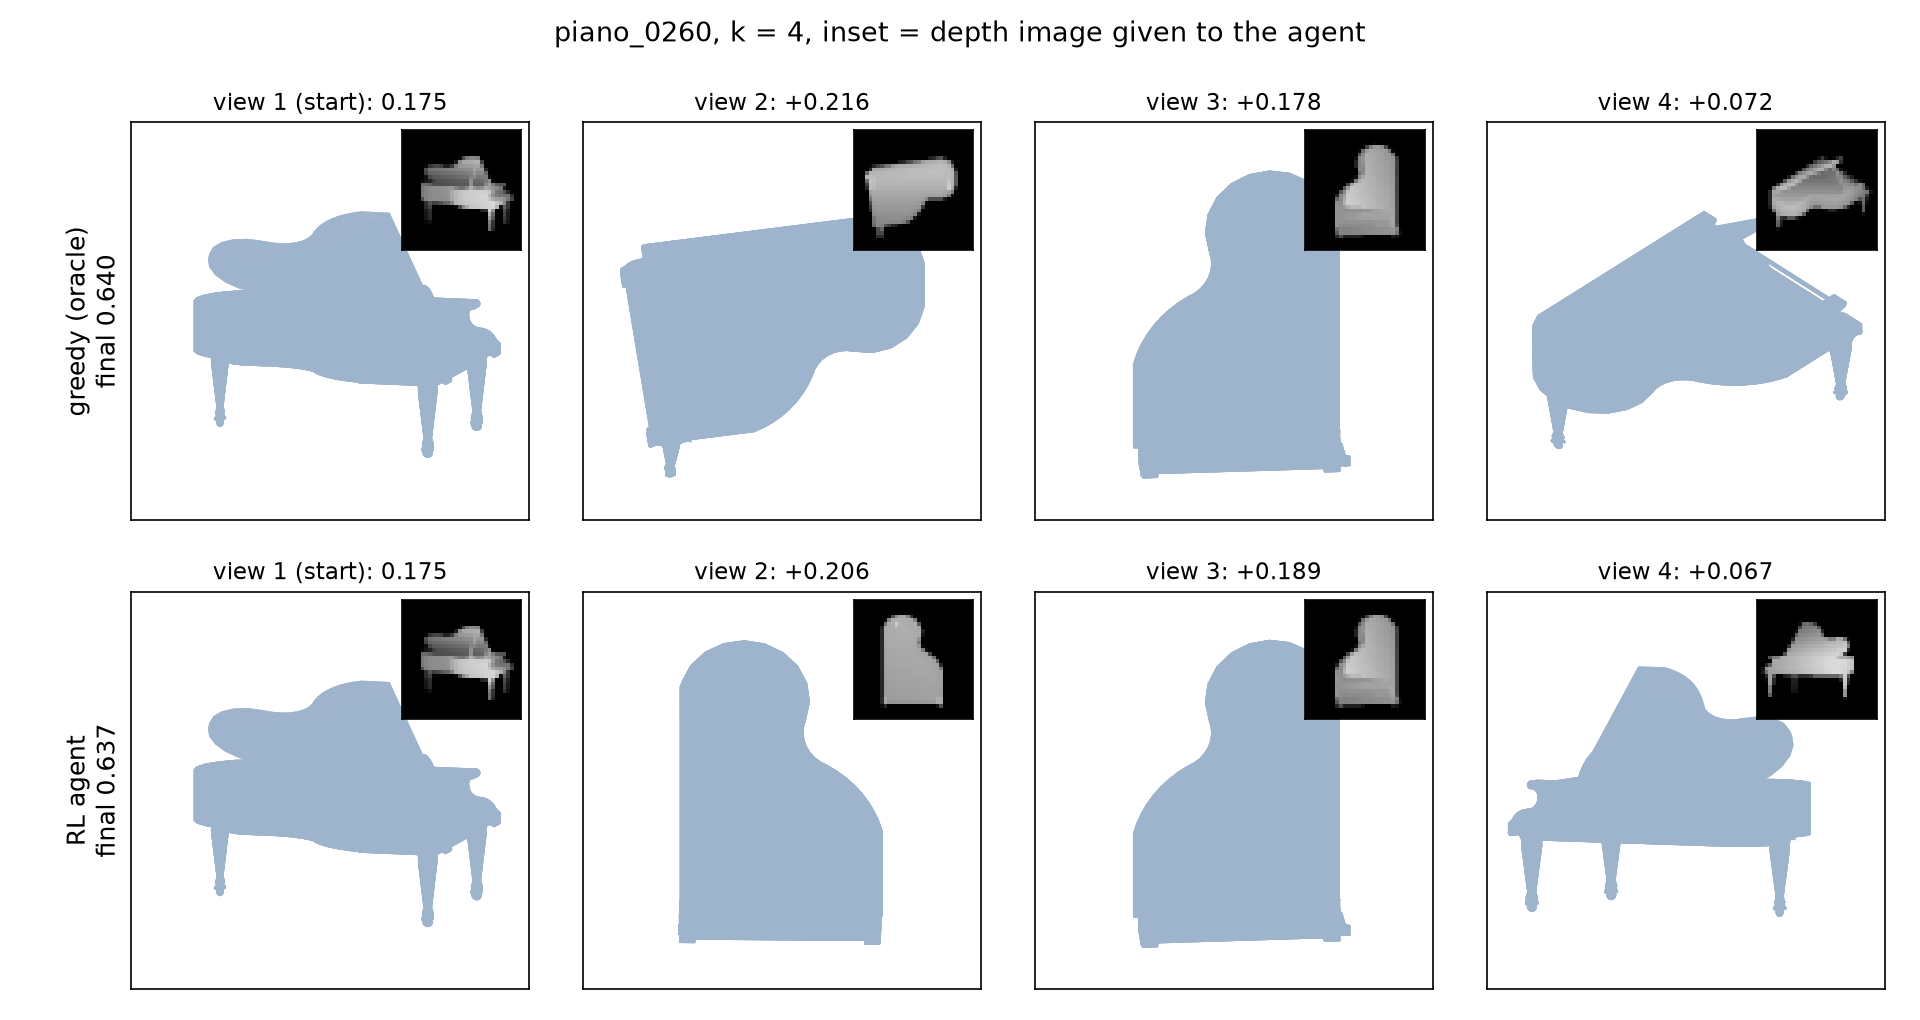 piano_0260, k = 4, inset = depth image given to the agent
greedy (oracle)
final 0.640
view 1 (start): 0.175
view 2: +0.216
view 3: +0.178
view 4: +0.072
RL agent
final 0.637
view 1 (start): 0.175
view 2: +0.206
view 3: +0.189
view 4: +0.067